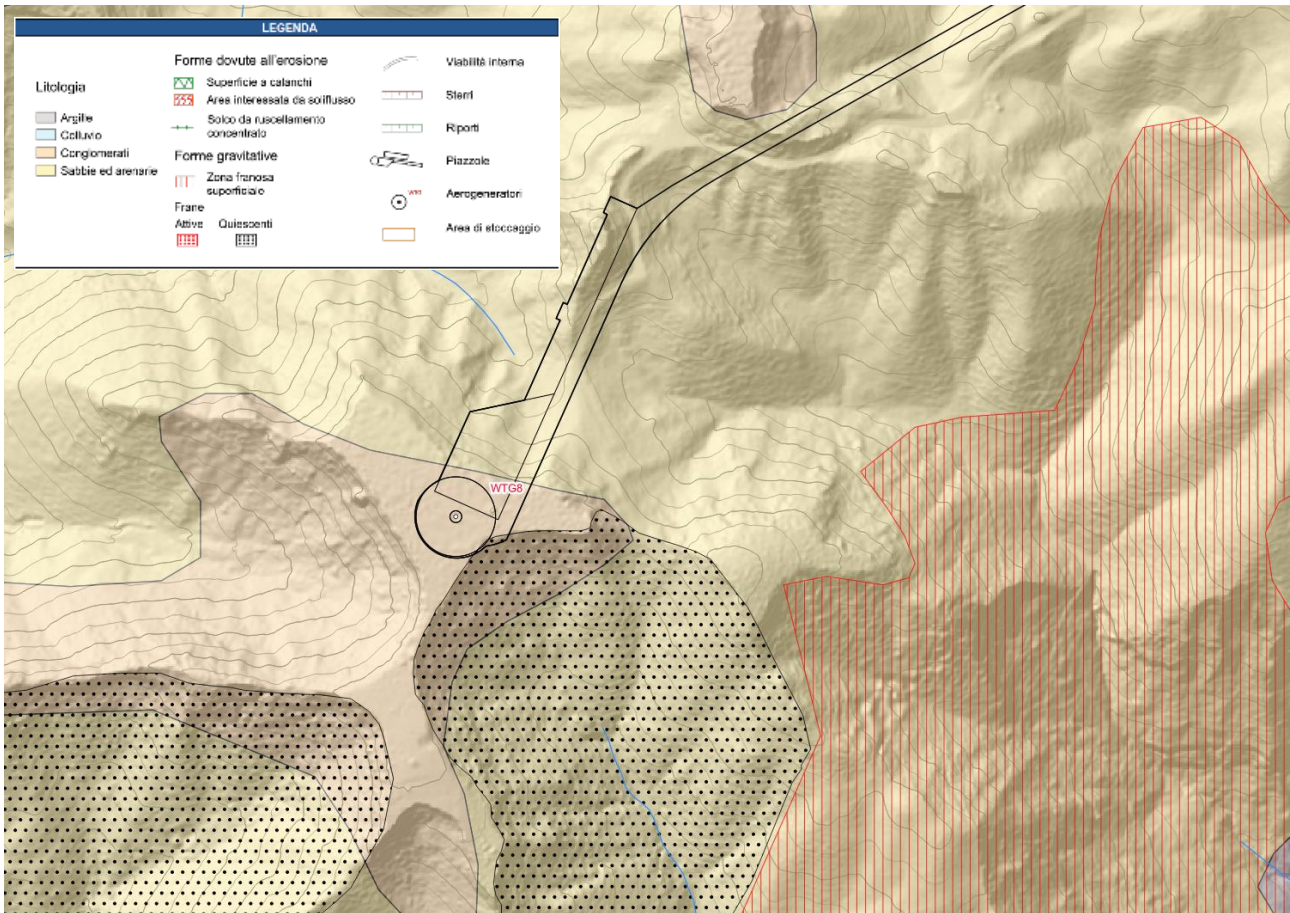 LEGENDA
Litologia
Argille
Colluvio
Conglomerati
Sabbie ed arenarie
Forme dovute all'erosione
Superficie a calanchi
Area interessata da soliflusso
Solco da ruscellamento
concentrato
Forme gravitative
Zona franosa
superficiale
Frane
Attive Quiescenti
Viabilità interna
Sterri
Riporti
Piazzole
Aerogeneratori
Area di stoccaggio
WTG8